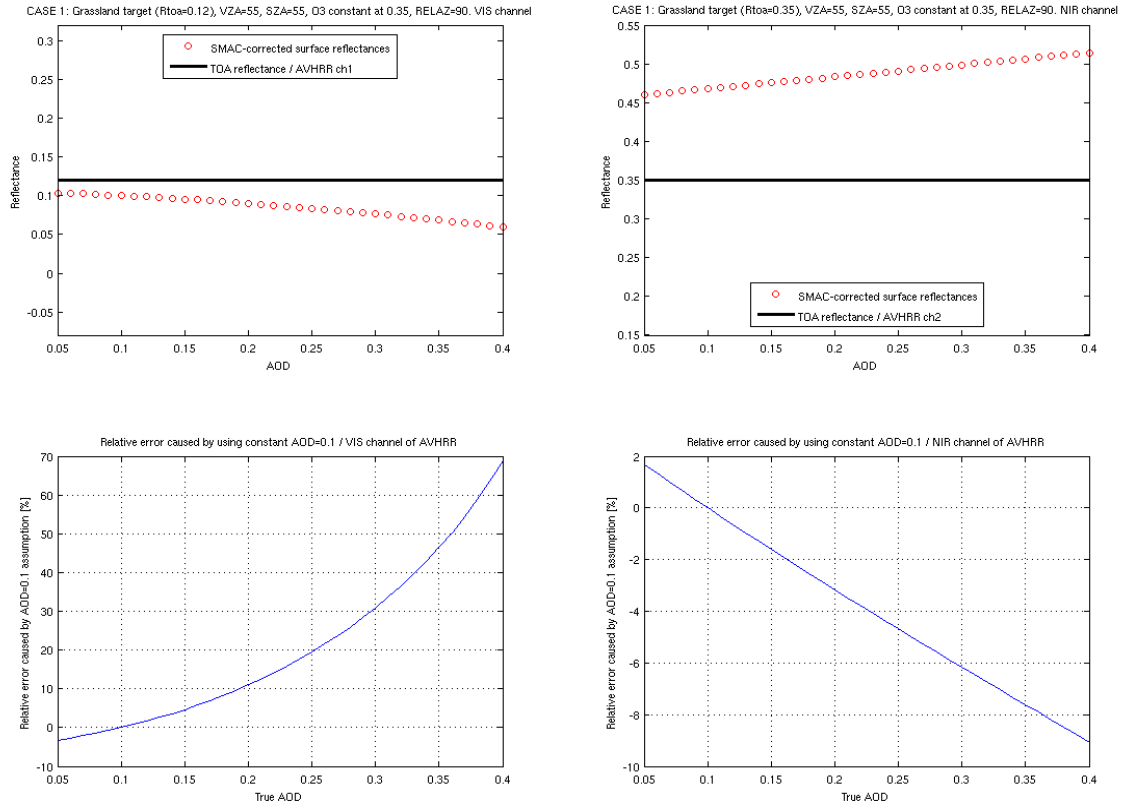 CASE 1: Grassland target (Rtoa=0.12), VZA=55, SZA=55, O3 constant at 0.35, RELAZ=90. VIS channel
0.3
0.25
0.2
0.15
0.1
0.05
0
-0.05
Reflectance
SMAC-corrected surface reflectances
TOA reflectance / AVHRR ch1
0.05 0.1 0.15 0.2 0.25 0.3 0.35 0.4
AOD
CASE 1: Grassland target (Rtoa=0.35), VZA=55, SZA=55, O3 constant at 0.35, RELAZ=90. NIR channel
0.55
0.5
0.45
0.4
0.35
0.3
0.25
0.2
0.15
Reflectance
SMAC-corrected surface reflectances
TOA reflectance / AVHRR ch2
0.05 0.1 0.15 0.2 0.25 0.3 0.35 0.4
AOD
Relative error caused by using constant AOD=0.1 / VIS channel of AVHRR
70
60
50
40
30
20
10
0
-10
Relative error caused by AOD=0.1 assumption [%]
0.05 0.1 0.15 0.2 0.25 0.3 0.35 0.4
True AOD
Relative error caused by using constant AOD=0.1 / NIR channel of AVHRR
2
0
-2
-4
-6
-8
-10
Relative error caused by AOD=0.1 assumption [%]
0.05 0.1 0.15 0.2 0.25 0.3 0.35 0.4
True AOD